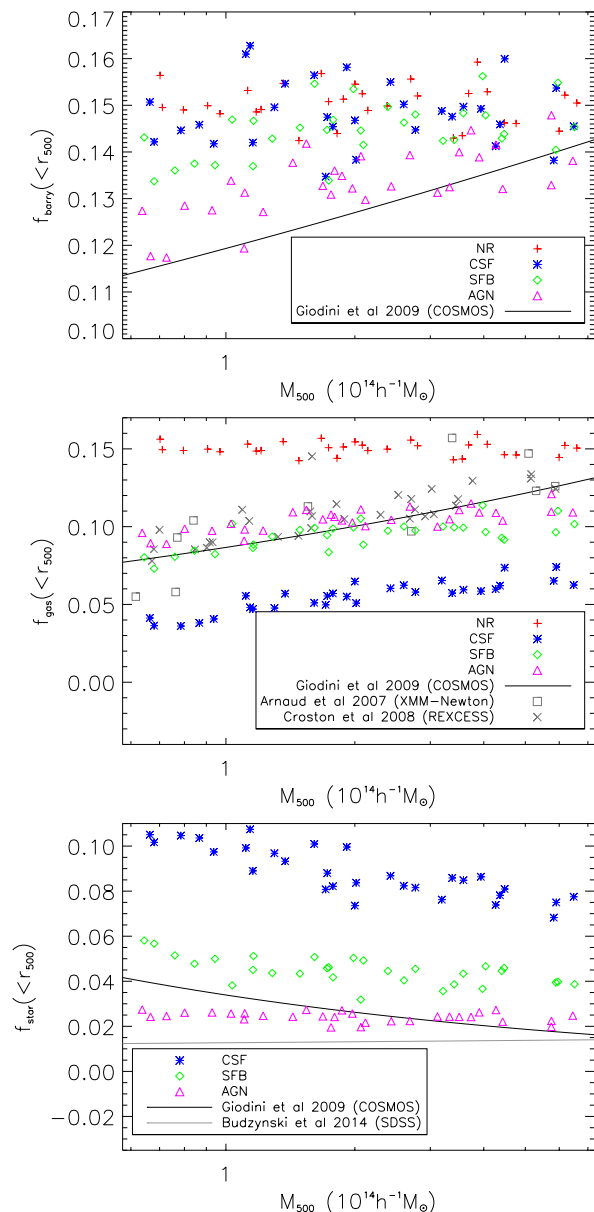 0.17
0.16
0.15
0.14
0.13
0.12
0.11
0.10
f_barry(<r_500)
NR
CSF
SFB
AGN
Giodini et al 2009 (COSMOS)
1
M_500 (10^14 h^-1 M_⊙)
0.15
0.10
0.05
0.00
f_gas(<r_500)
NR
CSF
SFB
AGN
Giodini et al 2009 (COSMOS)
Arnaud et al 2007 (XMM-Newton)
Croston et al 2008 (REXCESS)
1
M_500 (10^14 h^-1 M_⊙)
0.10
0.08
0.06
0.04
0.02
0.00
-0.02
f_star(<r_500)
CSF
SFB
AGN
Giodini et al 2009 (COSMOS)
Budzynski et al 2014 (SDSS)
1
M_500 (10^14 h^-1 M_⊙)